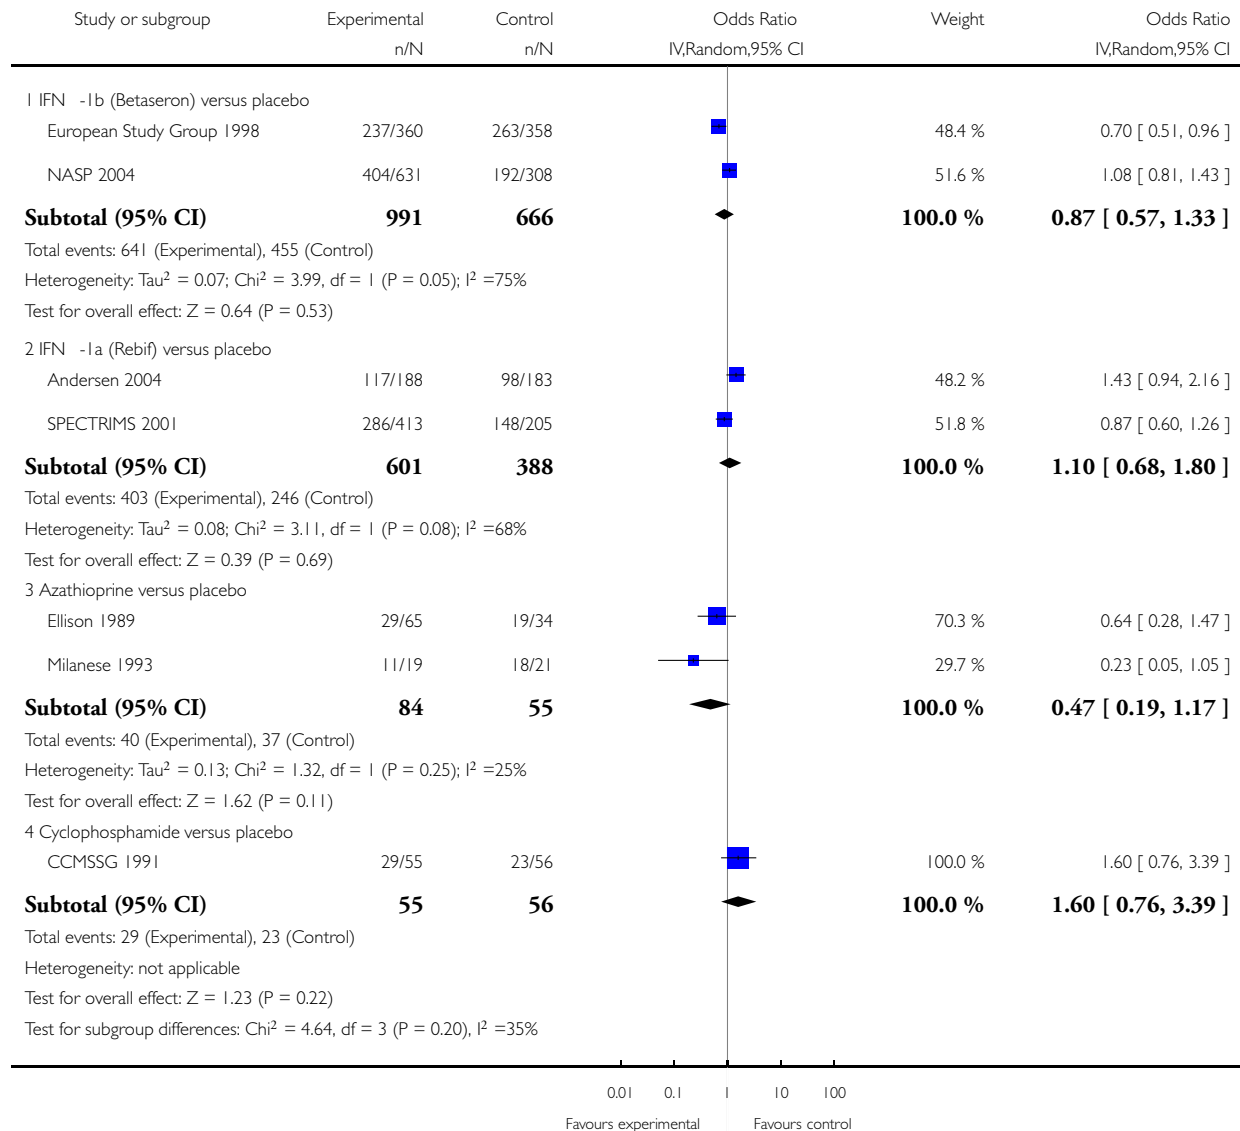 Study or subgroup Experimental Control Odds Ratio Weight Odds Ratio
n/N n/N IV,Random,95% CI IV,Random,95% CI
1 IFN -1b (Betaseron) versus placebo
European Study Group 1998 237/360 263/358 48.4 % 0.70 [ 0.51, 0.96 ]
NASP 2004 404/631 192/308 51.6 % 1.08 [ 0.81, 1.43 ]
Subtotal (95% CI) 991 666 100.0 % 0.87 [ 0.57, 1.33 ]
Total events: 641 (Experimental), 455 (Control)
Heterogeneity: Tau² = 0.07; Chi² = 3.99, df = 1 (P = 0.05); I² =75%
Test for overall effect: Z = 0.64 (P = 0.53)
2 IFN -1a (Rebif) versus placebo
Andersen 2004 117/188 98/183 48.2 % 1.43 [ 0.94, 2.16 ]
SPECTRIMS 2001 286/413 148/205 51.8 % 0.87 [ 0.60, 1.26 ]
Subtotal (95% CI) 601 388 100.0 % 1.10 [ 0.68, 1.80 ]
Total events: 403 (Experimental), 246 (Control)
Heterogeneity: Tau² = 0.08; Chi² = 3.11, df = 1 (P = 0.08); I² =68%
Test for overall effect: Z = 0.39 (P = 0.69)
3 Azathioprine versus placebo
Ellison 1989 29/65 19/34 70.3 % 0.64 [ 0.28, 1.47 ]
Milanese 1993 11/19 18/21 29.7 % 0.23 [ 0.05, 1.05 ]
Subtotal (95% CI) 84 55 100.0 % 0.47 [ 0.19, 1.17 ]
Total events: 40 (Experimental), 37 (Control)
Heterogeneity: Tau² = 0.13; Chi² = 1.32, df = 1 (P = 0.25); I² =25%
Test for overall effect: Z = 1.62 (P = 0.11)
4 Cyclophosphamide versus placebo
CCMSSG 1991 29/55 23/56 100.0 % 1.60 [ 0.76, 3.39 ]
Subtotal (95% CI) 55 56 100.0 % 1.60 [ 0.76, 3.39 ]
Total events: 29 (Experimental), 23 (Control)
Heterogeneity: not applicable
Test for overall effect: Z = 1.23 (P = 0.22)
Test for subgroup differences: Chi² = 4.64, df = 3 (P = 0.20), I² =35%
0.01 0.1 1 10 100
Favours experimental Favours control